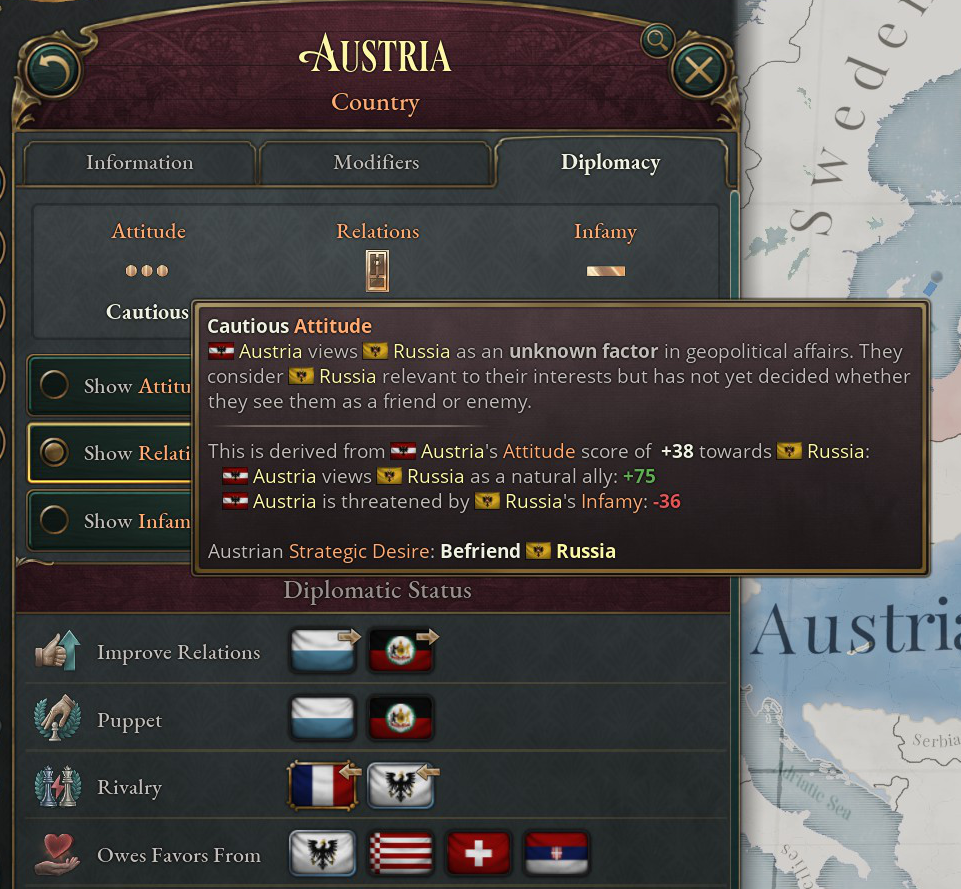 AUSTRIA
Country
Information
Modifiers
Diplomacy
Attitude
Relations
Infamy
Cautious
Cautious Attitude
Austria views Russia as an unknown factor in geopolitical affairs. They
consider Russia relevant to their interests but has not yet decided whether
they see them as a friend or enemy.
This is derived from Austria's Attitude score of +38 towards Russia:
Austria views Russia as a natural ally: +75
Austria is threatened by Russia's Infamy: -36
Austrian Strategic Desire: Befriend Russia
Show Attitu
Show Relati
Show Infam
Diplomatic Status
Improve Relations
Puppet
Rivalry
Owes Favors From
Sweden
Austria
Serbia
Adriatic Sea